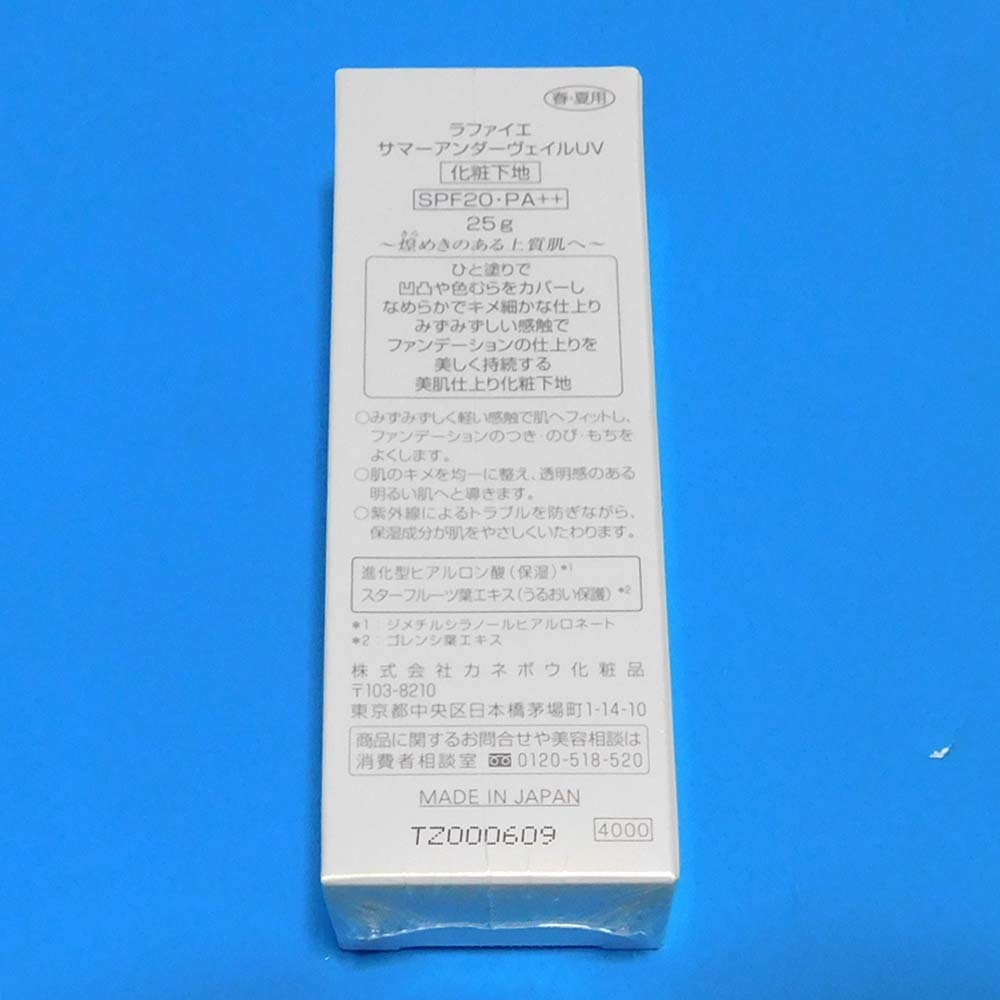 春・夏用
ラファイエ
サマーアンダーヴェイルUV
化粧下地
SPF20・PA++
25g
きら
～煌めきのある上質肌へ～
ひと塗りで
凹凸や色むらをカバーし
なめらかでキメ細かな仕上り
みずみずしい感触で
ファンデーションの仕上りを
美しく持続する
美肌仕上り化粧下地
○みずみずしく軽い感触で肌へフィットし、
ファンデーションのつき・のび・もちを
よくします。
○肌のキメを均一に整え、透明感のある
明るい肌へと導きます。
○紫外線によるトラブルを防ぎながら、
保湿成分が肌をやさしくいたわります。
進化型ヒアルロン酸（保湿）*1
スターフルーツ葉エキス（うるおい保護）*2
*1：ジメチルシラノールヒアルロネート
*2：ゴレンシ葉エキス
株式会社カネボウ化粧品
〒103-8210
東京都中央区日本橋茅場町1-14-10
商品に関するお問合せや美容相談は
消費者相談室 0120-518-520
MADE IN JAPAN
TZ000609
4000